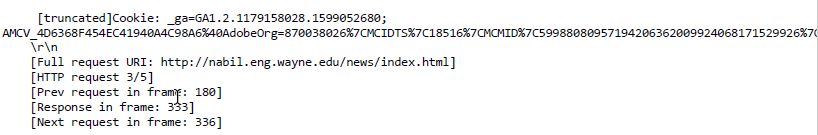 [truncated]Cookie: _ga=GA1.2.1179158028.1599052680;
AMCV_4D6368F454EC41940A4C98A6%40AdobeOrg=870038026%7CMCIDTS%7C18516%7CMCMID%7C59988080957194206362009924068171529926%7C
\r\n
[Full request URI: http://nabil.eng.wayne.edu/news/index.html]
[HTTP request 3/5]
[Prev request in frame: 180]
[Response in frame: 333]
[Next request in frame: 336]